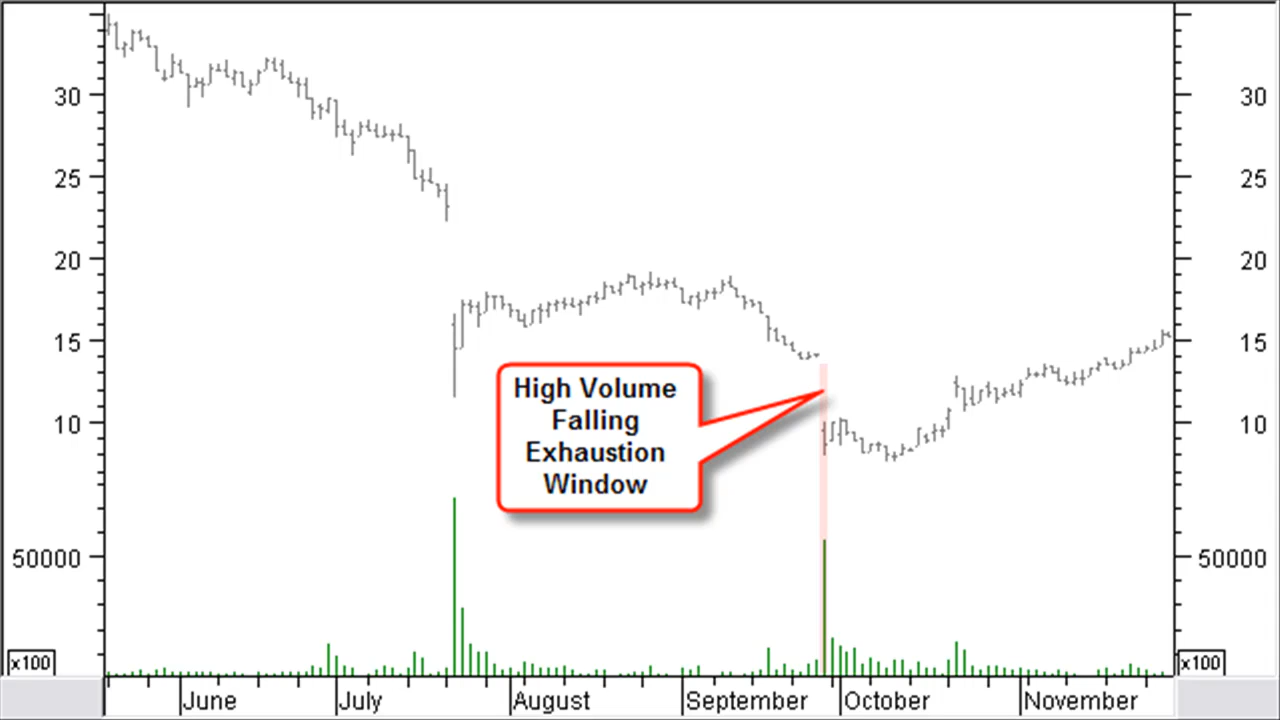 30
30
25
25
20
20
High Volume
Falling
Exhaustion
Window
15
15
10
10
50000
50000
x100
x100
June July August September October November